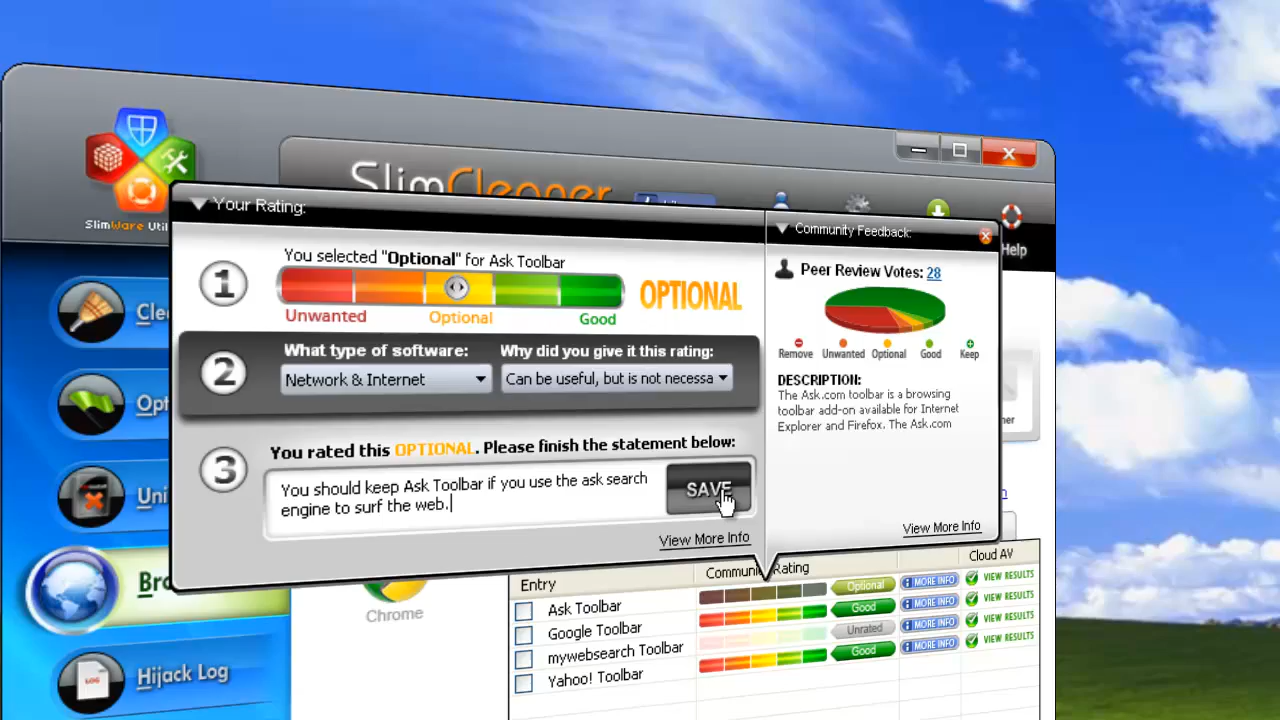 SlimCleaner
SlimWare Util
Help
Your Rating:
1
You selected "Optional" for Ask Toolbar
OPTIONAL
Unwanted
Optional
Good
2
What type of software:
Why did you give it this rating:
Network & Internet
Can be useful, but is not necessa
3
You rated this OPTIONAL. Please finish the statement below:
You should keep Ask Toolbar if you use the ask search
engine to surf the web.
SAVE
View More Info
Community Feedback:
Peer Review Votes: 28
Remove
Unwanted
Optional
Good
Keep
DESCRIPTION:
The Ask.com toolbar is a browsing
toolbar add-on available for Internet
Explorer and Firefox. The Ask.com
View More Info
Cle
Opt
Uni
Bro
Hijack Log
LOG
Chrome
ner
Entry
Community Rating
Cloud AV
Ask Toolbar
Optional
MORE INFO
VIEW RESULTS
Google Toolbar
Good
MORE INFO
VIEW RESULTS
mywebsearch Toolbar
Unrated
MORE INFO
VIEW RESULTS
Yahoo! Toolbar
Good
MORE INFO
VIEW RESULTS